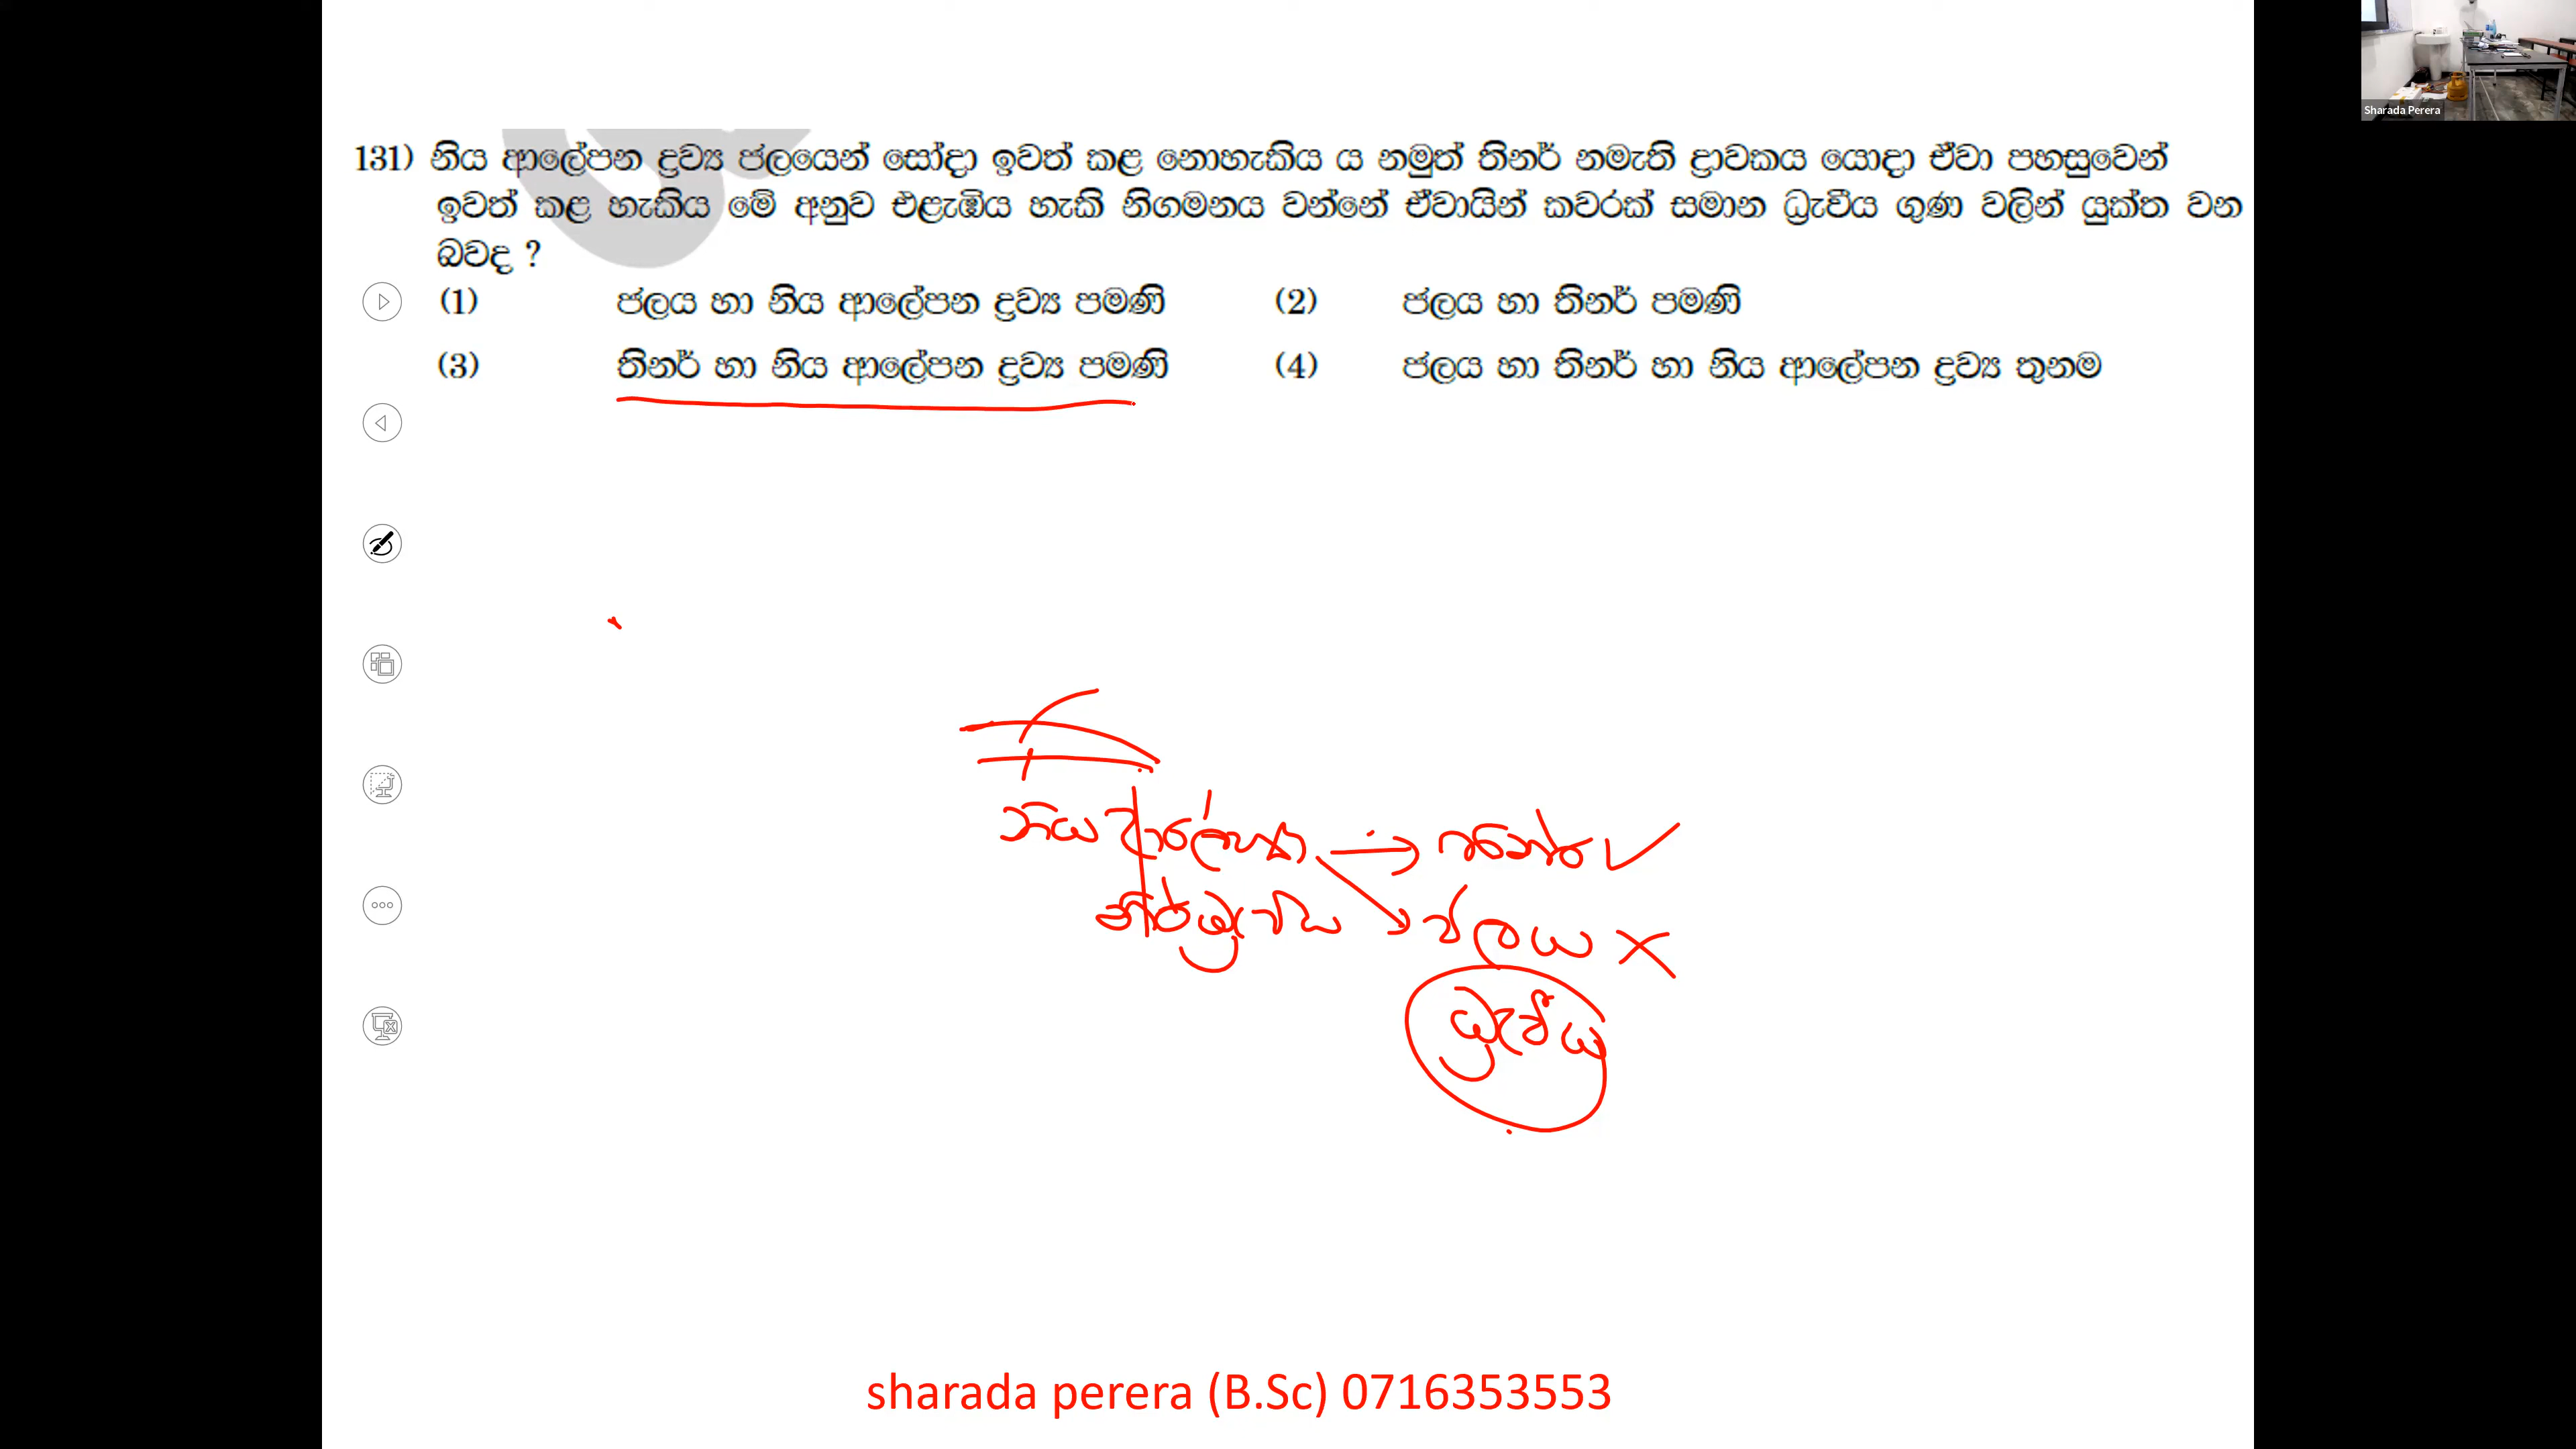 Sharada Perera
131) නිය ආලේපන ද්‍රව්‍ය ජලයෙන් සෝදා ඉවත් කළ නොහැකිය ය නමුත් තිනර් නමැති ද්‍රාවකය යොදා ඒවා පහසුවෙන්
ඉවත් කළ හැකිය මේ අනුව එළැඹිය හැකි නිගමනය වන්නේ ඒවායින් කවරක් සමාන ධ්‍රැවීය ගුණ වලින් යුක්ත වන
බවද ?
(1) ජලය හා නිය ආලේපන ද්‍රව්‍ය පමණි (2) ජලය හා තිනර් පමණි
(3) තිනර් හා නිය ආලේපන ද්‍රව්‍ය පමණි (4) ජලය හා තිනර් හා නිය ආලේපන ද්‍රව්‍ය තුනම
නිය ආලේපන → තිනර් ✓
නිර්ධ්‍රැවීය ජලය ✗
ධ්‍රැවීය
sharada perera (B.Sc) 0716353553